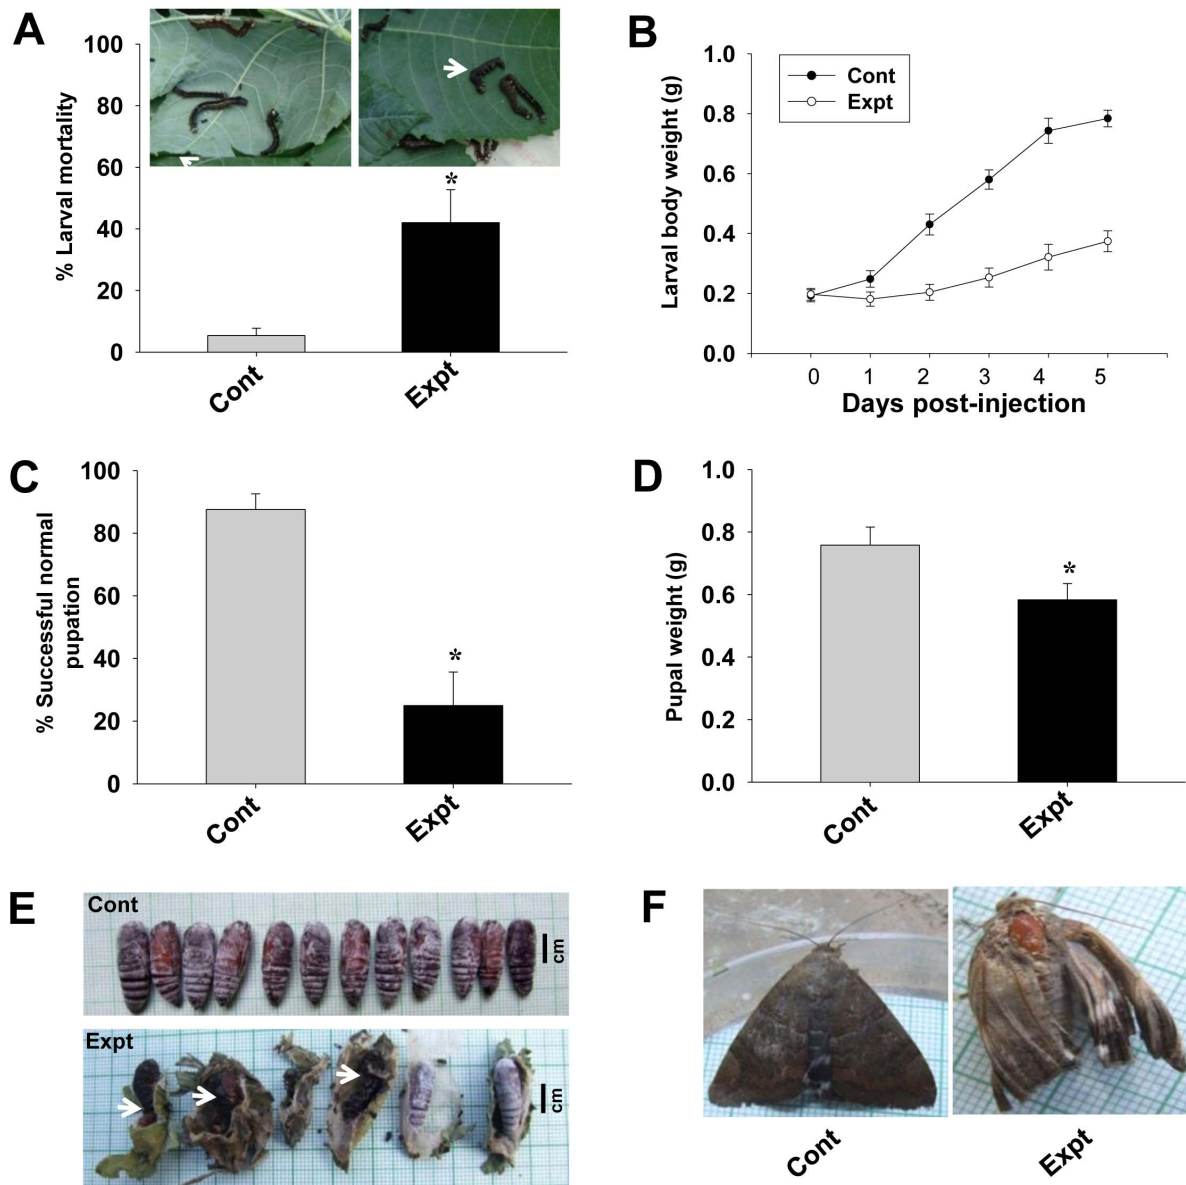 A
% Larval mortality
100
80
60
40
20
0
*
Cont
Expt
B
Larval body weight (g)
1.0
0.8
0.6
0.4
0.2
0.0
Cont
Expt
0 1 2 3 4 5
Days post-injection
C
% Successful normal
pupation
100
80
60
40
20
0
*
Cont
Expt
D
Pupal weight (g)
1.0
0.8
0.6
0.4
0.2
0.0
*
Cont
Expt
E
Cont
cm
Expt
cm
F
Cont
Expt